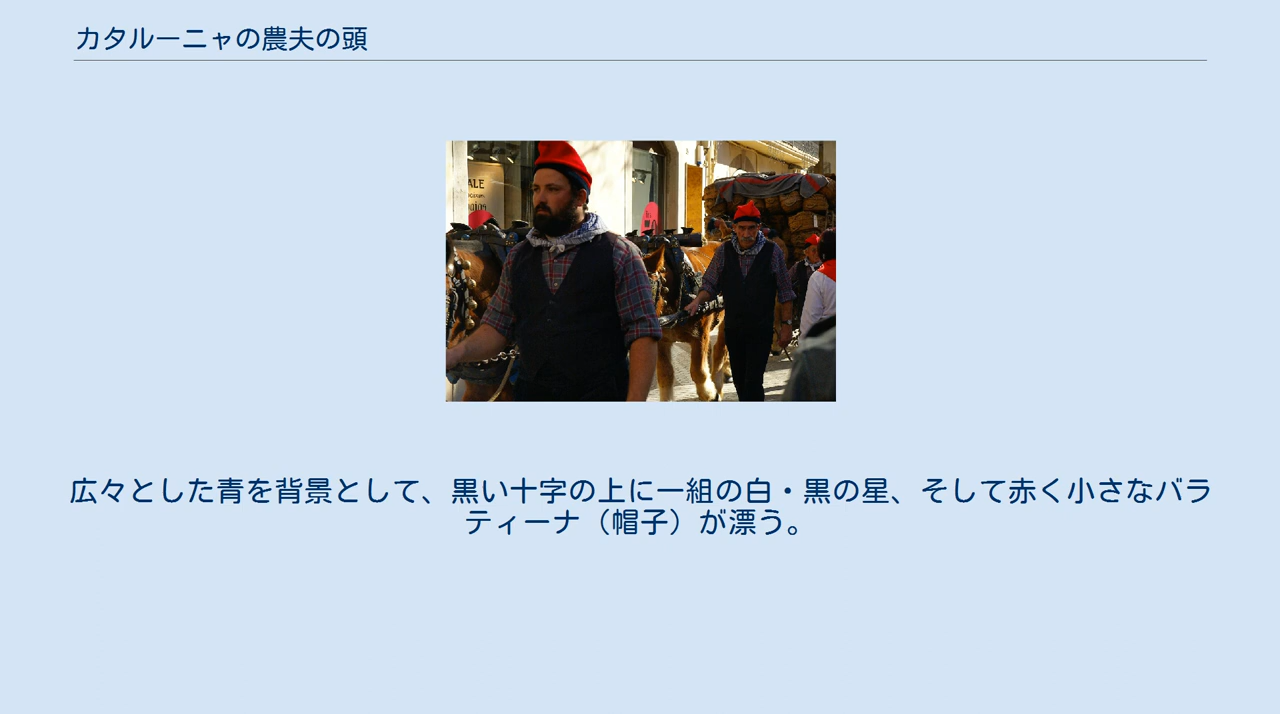 カタルーニャの農夫の頭
ALE
広々とした青を背景として、黒い十字の上に一組の白・黒の星、そして赤く小さなバラ
ティーナ（帽子）が漂う。